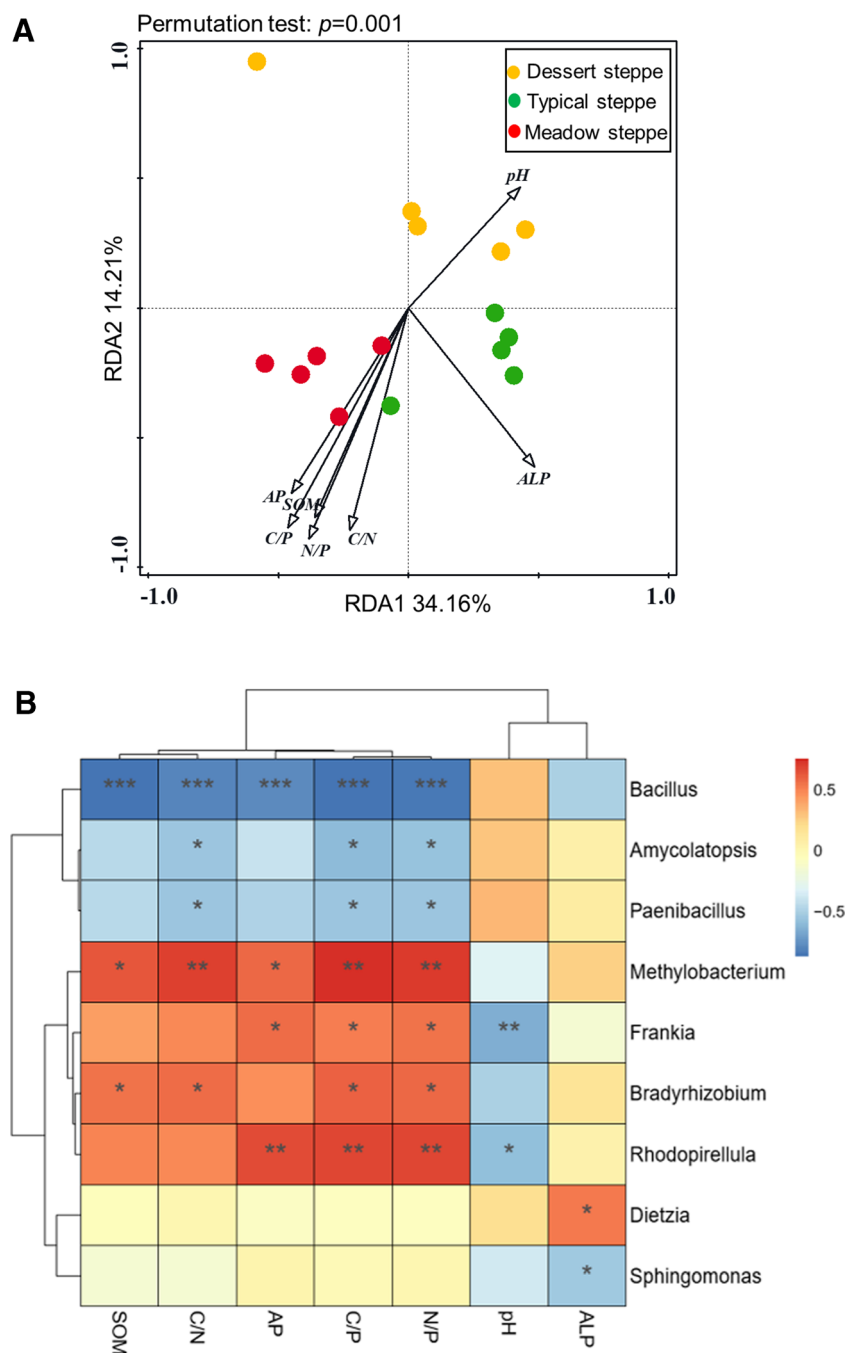 A
Permutation test: p=0.001
1.0
Dessert steppe
Typical steppe
Meadow steppe
pH
RDA2 14.21%
ALP
AP
SOM
C/P
N/P
C/N
-1.0
-1.0
RDA1 34.16%
1.0
B
*** *** *** *** *** Bacillus
* * * Amycolatopsis
* * * Paenibacillus
* ** * ** ** Methylobacterium
* * * ** Frankia
* * * * Bradyrhizobium
** ** ** * Rhodopirellula
* Dietzia
* Sphingomonas
0.5
0
−0.5
SOM C/N AP C/P N/P pH ALP